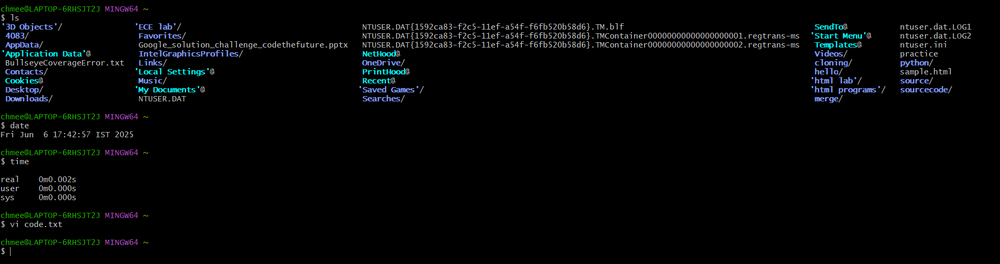 chmee@LAPTOP-6RHSJT2J MINGW64 ~
$ ls
'3D Objects'/ 'ECE lab'/ NTUSER.DAT{1592ca83-f2c5-11ef-a54f-f6fb520b58d6}.TM.blf SendTo@ ntuser.dat.LOG1
4083/ Favorites/ NTUSER.DAT{1592ca83-f2c5-11ef-a54f-f6fb520b58d6}.TMContainer00000000000000000001.regtrans-ms 'Start Menu'@ ntuser.dat.LOG2
AppData/ Google_solution_challenge_codethefuture.pptx NTUSER.DAT{1592ca83-f2c5-11ef-a54f-f6fb520b58d6}.TMContainer00000000000000000002.regtrans-ms Templates@ ntuser.ini
'Application Data'@ IntelGraphicsProfiles/ NetHood@ Videos/ practice
BullseyeCoverageError.txt Links/ OneDrive/ cloning/ python/
Contacts/ 'Local Settings'@ PrintHood@ hello/ sample.html
Cookies@ Music/ Recent@ 'html lab'/ source/
Desktop/ 'My Documents'@ 'Saved Games'/ 'html programs'/ sourcecode/
Downloads/ NTUSER.DAT Searches/ merge/
chmee@LAPTOP-6RHSJT2J MINGW64 ~
$ date
Fri Jun  6 17:42:57 IST 2025
chmee@LAPTOP-6RHSJT2J MINGW64 ~
$ time
real 0m0.002s
user 0m0.000s
sys 0m0.000s
chmee@LAPTOP-6RHSJT2J MINGW64 ~
$ vi code.txt
chmee@LAPTOP-6RHSJT2J MINGW64 ~
$